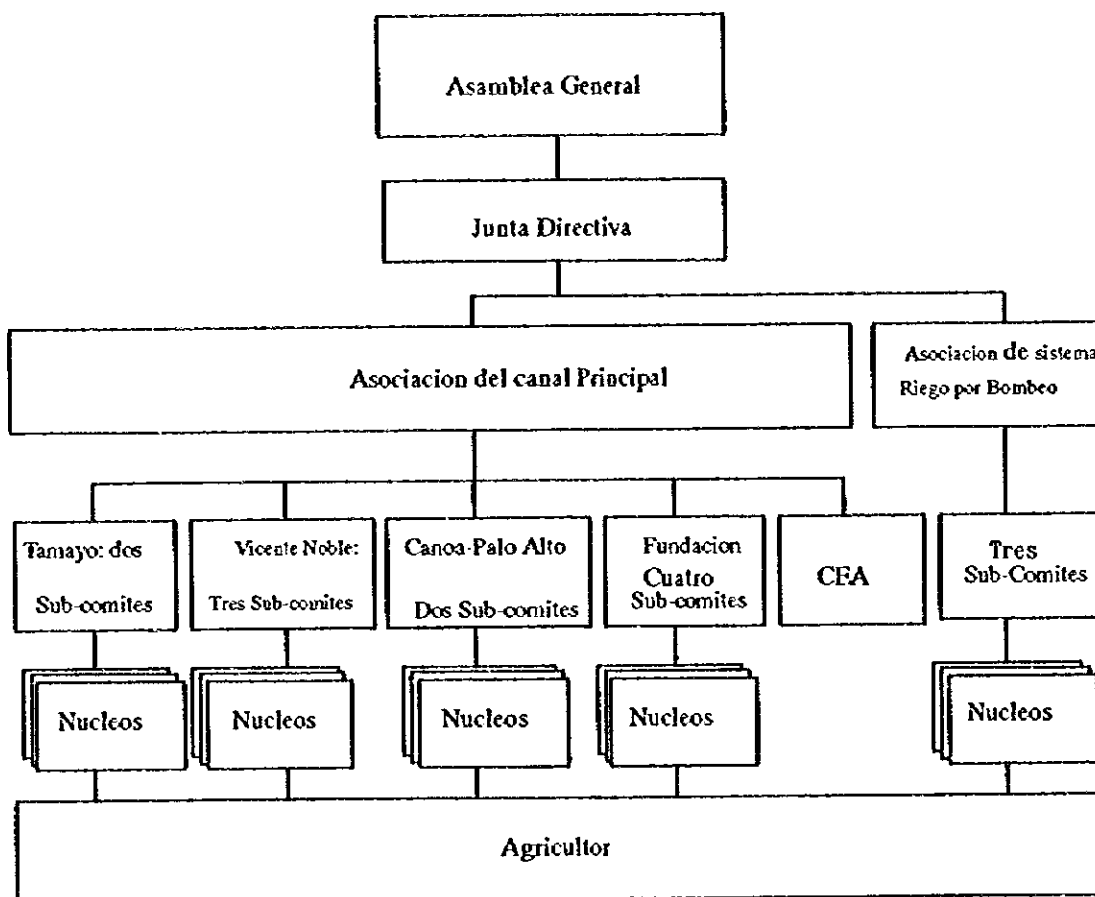 Asamblea General
Junta Directiva
Asociacion del canal Principal
Asociacion de sistema
Riego por Bombeo
Tamayo: dos
Sub-comites
Vicente Noble:
Tres Sub-comites
Canoa-Palo Alto
Dos Sub-comites
Fundacion
Cuatro
Sub-comites
CEA
Tres
Sub-Comites
Nucleos
Nucleos
Nucleos
Nucleos
Nucleos
Agricultor